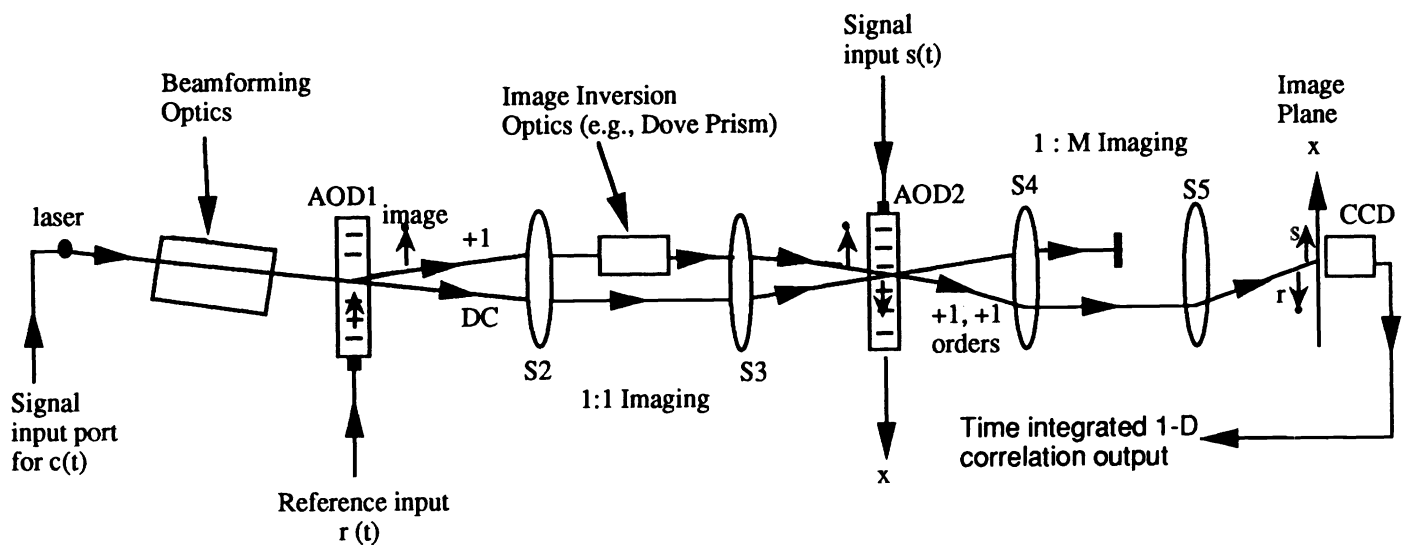 Signal
input s(t)
Beamforming
Optics
Image Inversion
Optics (e.g., Dove Prism)
Image
Plane
x
1 : M Imaging
AOD1
AOD2
S4
S5
CCD
laser
image
+1
s
r
DC
+1, +1
orders
S2
S3
1:1 Imaging
Signal
input port
for c(t)
x
Time integrated 1-D
correlation output
Reference input
r (t)